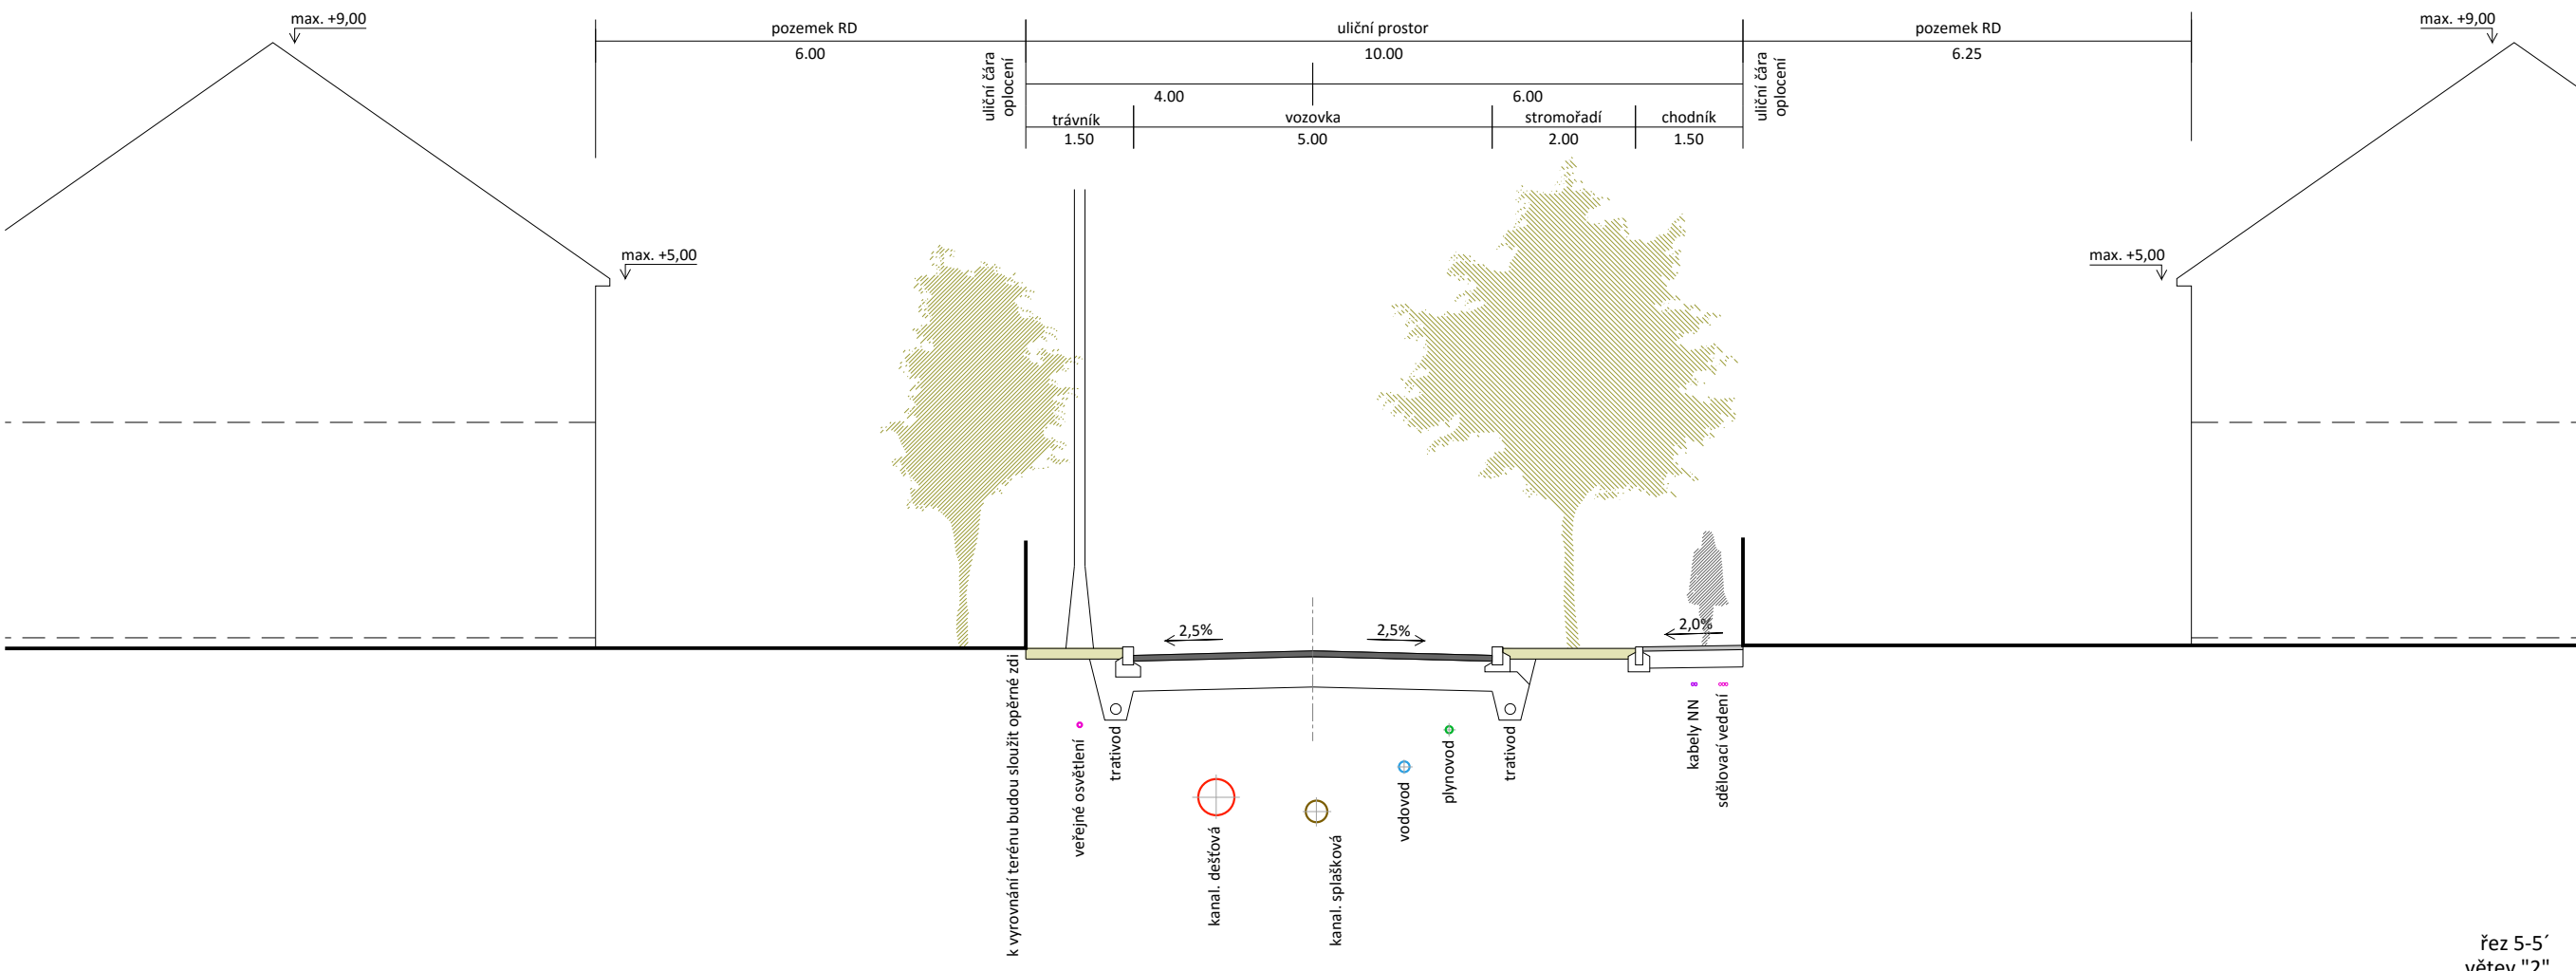 max. +9,00
pozemek RD
6.00
uliční prostor
10.00
pozemek RD
6.25
max. +9,00
uliční čára
oplocení
uliční čára
oplocení
4.00
6.00
trávník
1.50
vozovka
5.00
stromořadí
2.00
chodník
1.50
max. +5,00
max. +5,00
2,5%
2,5%
2,0%
k vyrovnání terénu budou sloužit opěrné zdi
veřejné osvětlení
trativod
kanal. dešťová
kanal. splašková
vodovod
plynovod
trativod
kabely NN
sdělovací vedení
řez 5-5´
větev "2"